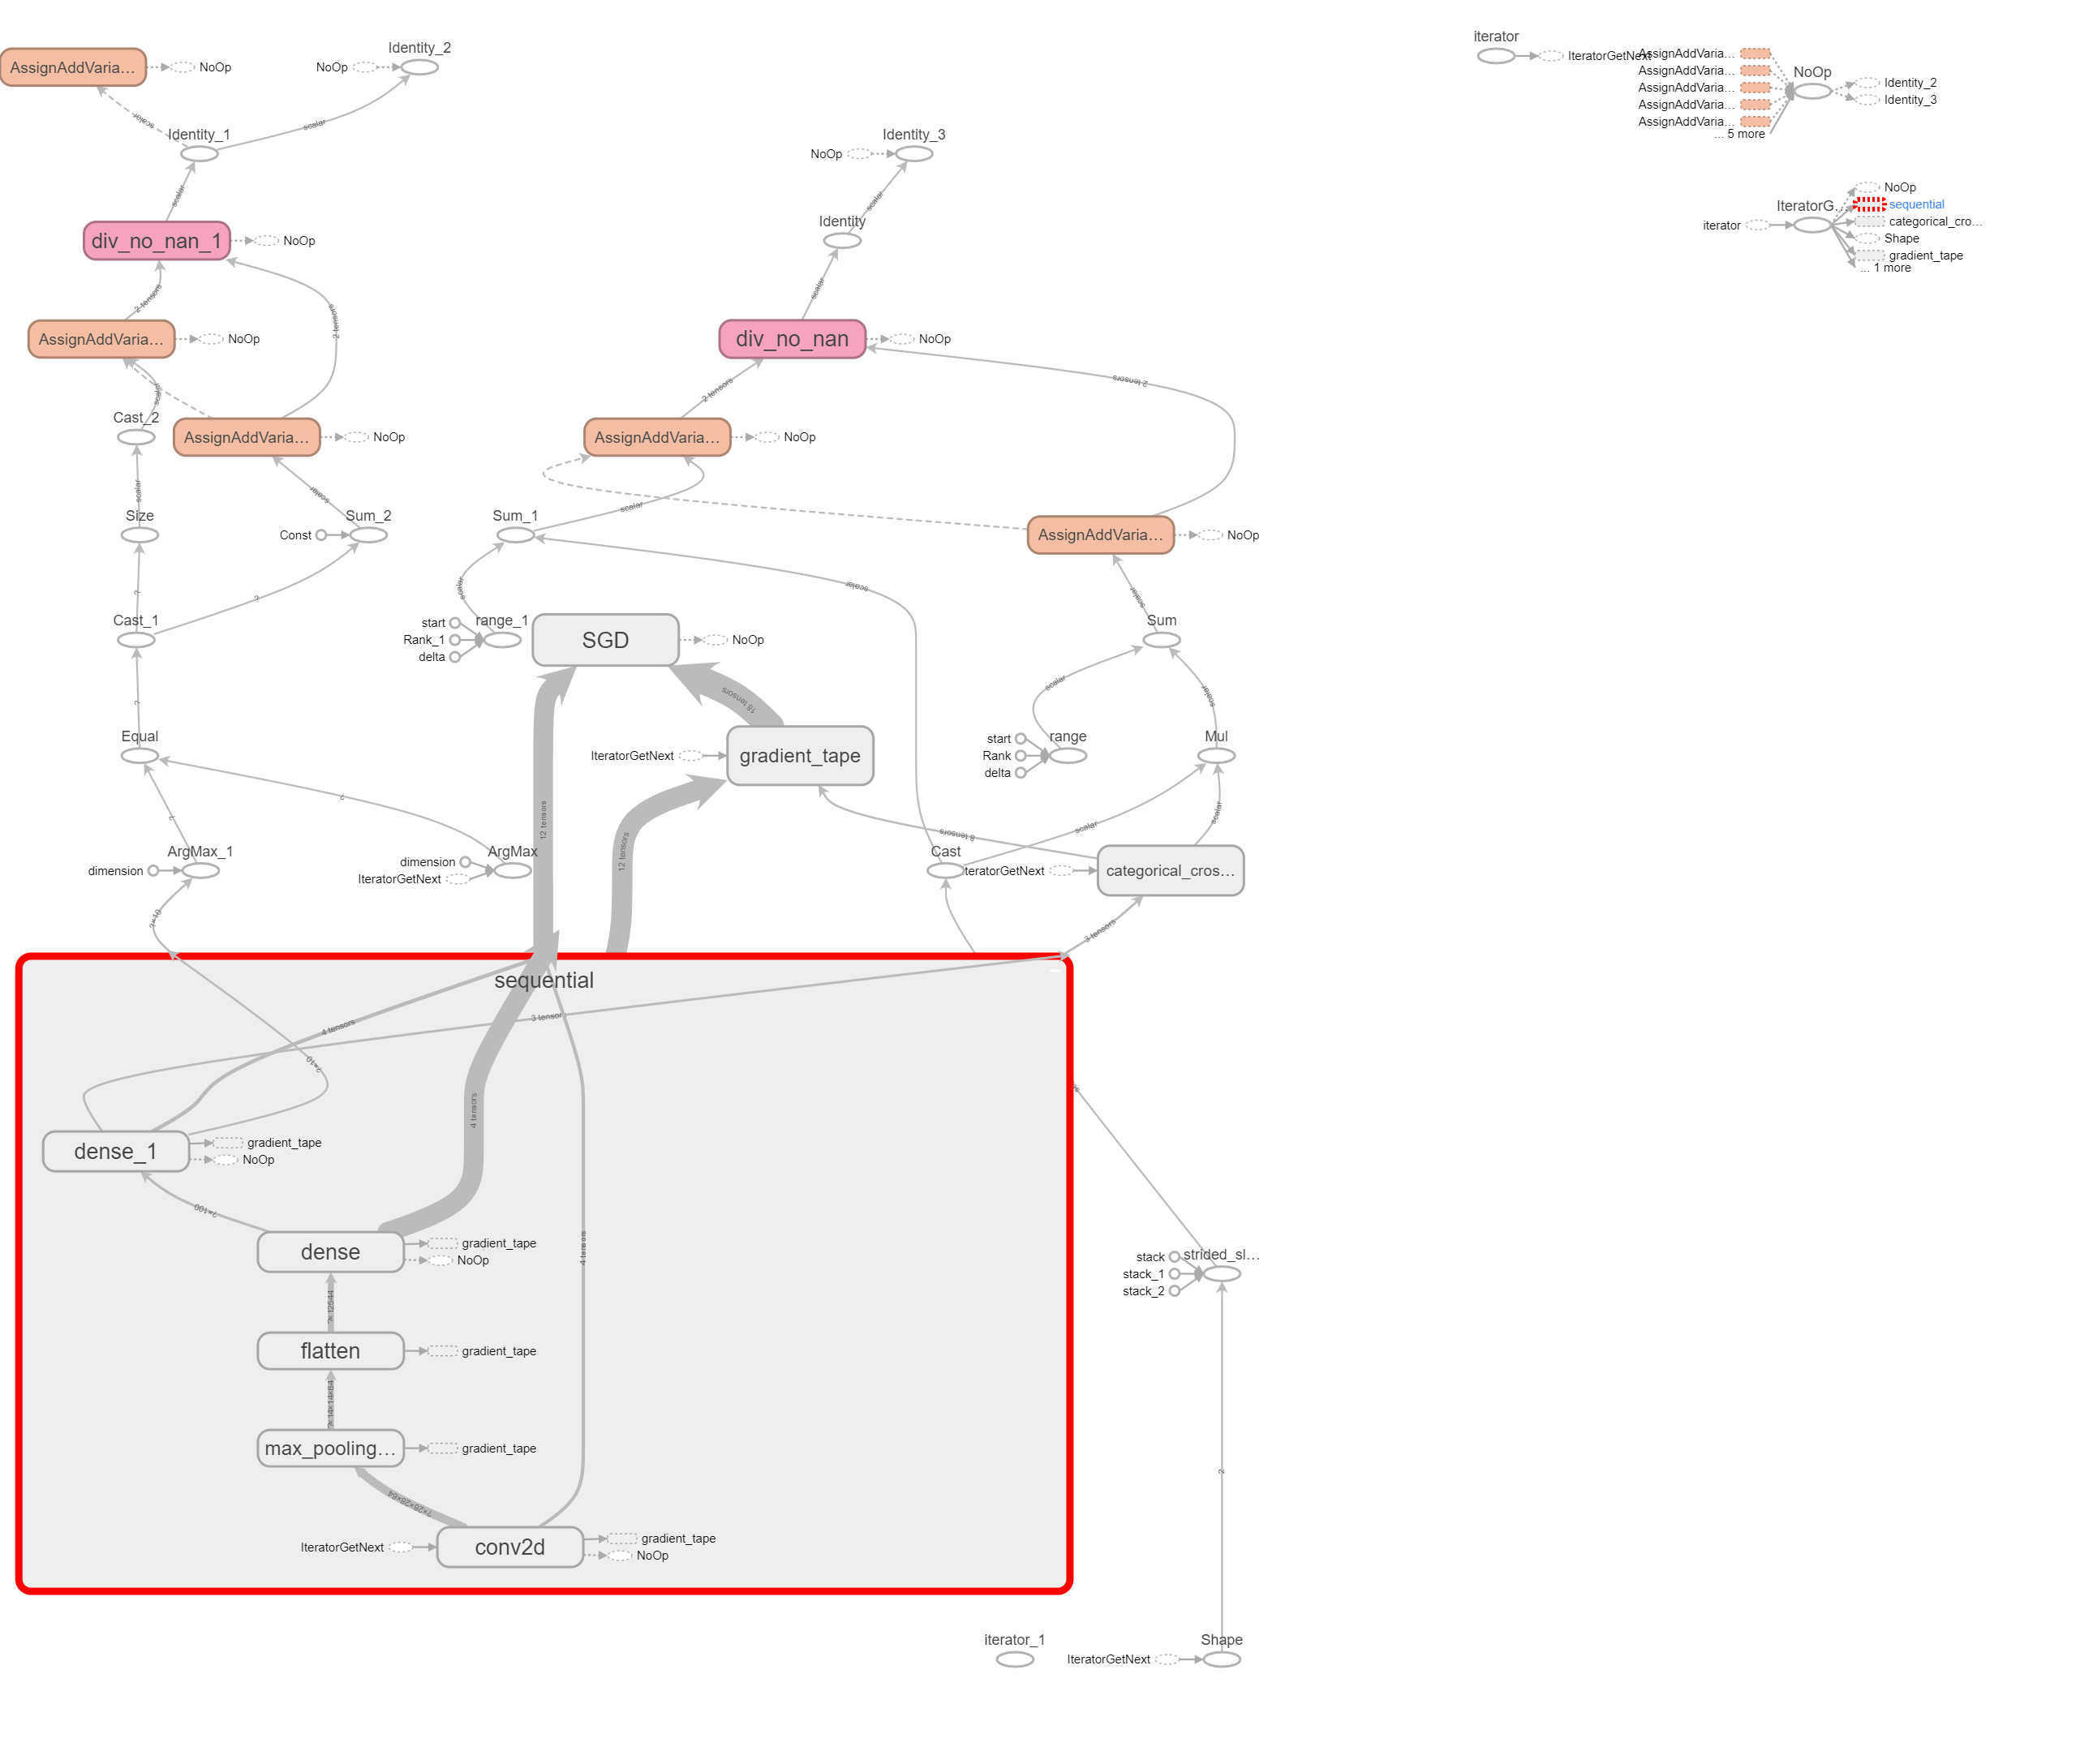 Identity_2
iterator
AssignAddVaria…
NoOp
NoOp
IteratorGetNext
AssignAddVaria…
AssignAddVaria…
AssignAddVaria…
AssignAddVaria…
AssignAddVaria…
... 5 more
NoOp
Identity_2
Identity_3
scalar
scalar
Identity_1
Identity_3
NoOp
scalar
scalar
NoOp
sequential
categorical_cro…
Shape
gradient_tape
... 1 more
IteratorG…
iterator
Identity
div_no_nan_1
NoOp
scalar
2 tensors
2 tensors
div_no_nan
NoOp
AssignAddVaria…
NoOp
2 tensors
2 tensors
scalar
Cast_2
AssignAddVaria…
NoOp
AssignAddVaria…
NoOp
scalar
scalar
scalar
Size
Const
Sum_2
Sum_1
AssignAddVaria…
NoOp
?
?
scalar
scalar
scalar
Cast_1
start
Rank_1
delta
range_1
SGD
NoOp
Sum
?
scalar
scalar
18 tensors
Equal
IteratorGetNext
gradient_tape
start
Rank
delta
range
Mul
?
?
12 tensors
12 tensors
8 tensors
scalar
scalar
ArgMax_1
dimension
dimension
IteratorGetNext
ArgMax
Cast
teratorGetNext
categorical_cros…
?×10
3 tensors
sequential
4 tensors
3 tensor
?×10
4 tensors
dense_1
gradient_tape
NoOp
?×100
dense
gradient_tape
NoOp
4 tensors
stack
stack_1
stack_2
strided_sl…
?×12544
flatten
gradient_tape
?×14×14×64
max_pooling…
gradient_tape
2
?×28×28×64
IteratorGetNext
conv2d
gradient_tape
NoOp
iterator_1
IteratorGetNext
Shape